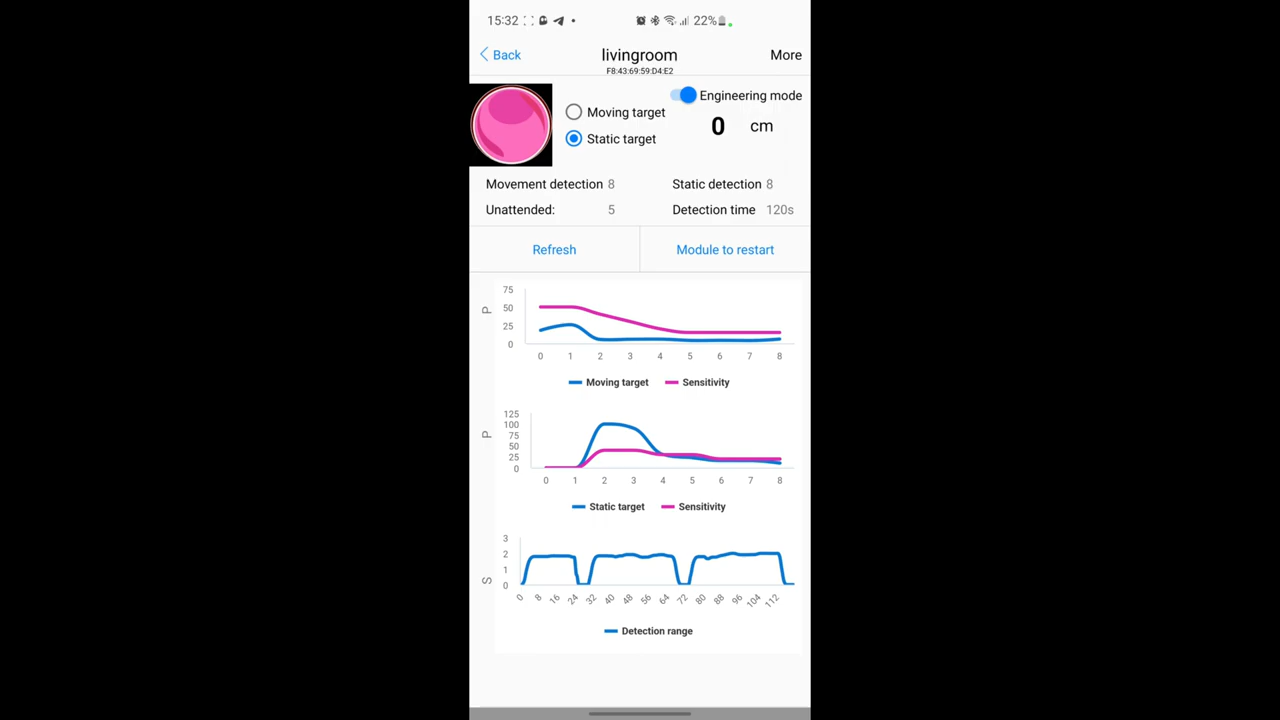 15:32 22%
Back livingroom More
F8:43:69:59:D4:E2
Engineering mode
Moving target
0 cm
Static target
Movement detection 8 Static detection 8
Unattended: 5 Detection time 120s
Refresh Module to restart
P
75
50
25
0
0 1 2 3 4 5 6 7 8
Moving target Sensitivity
P
125
100
75
50
25
0
0 1 2 3 4 5 6 7 8
Static target Sensitivity
S
3
2
1
0
0 8 16 24 32 40 48 56 64 72 80 88 96 104 112
Detection range